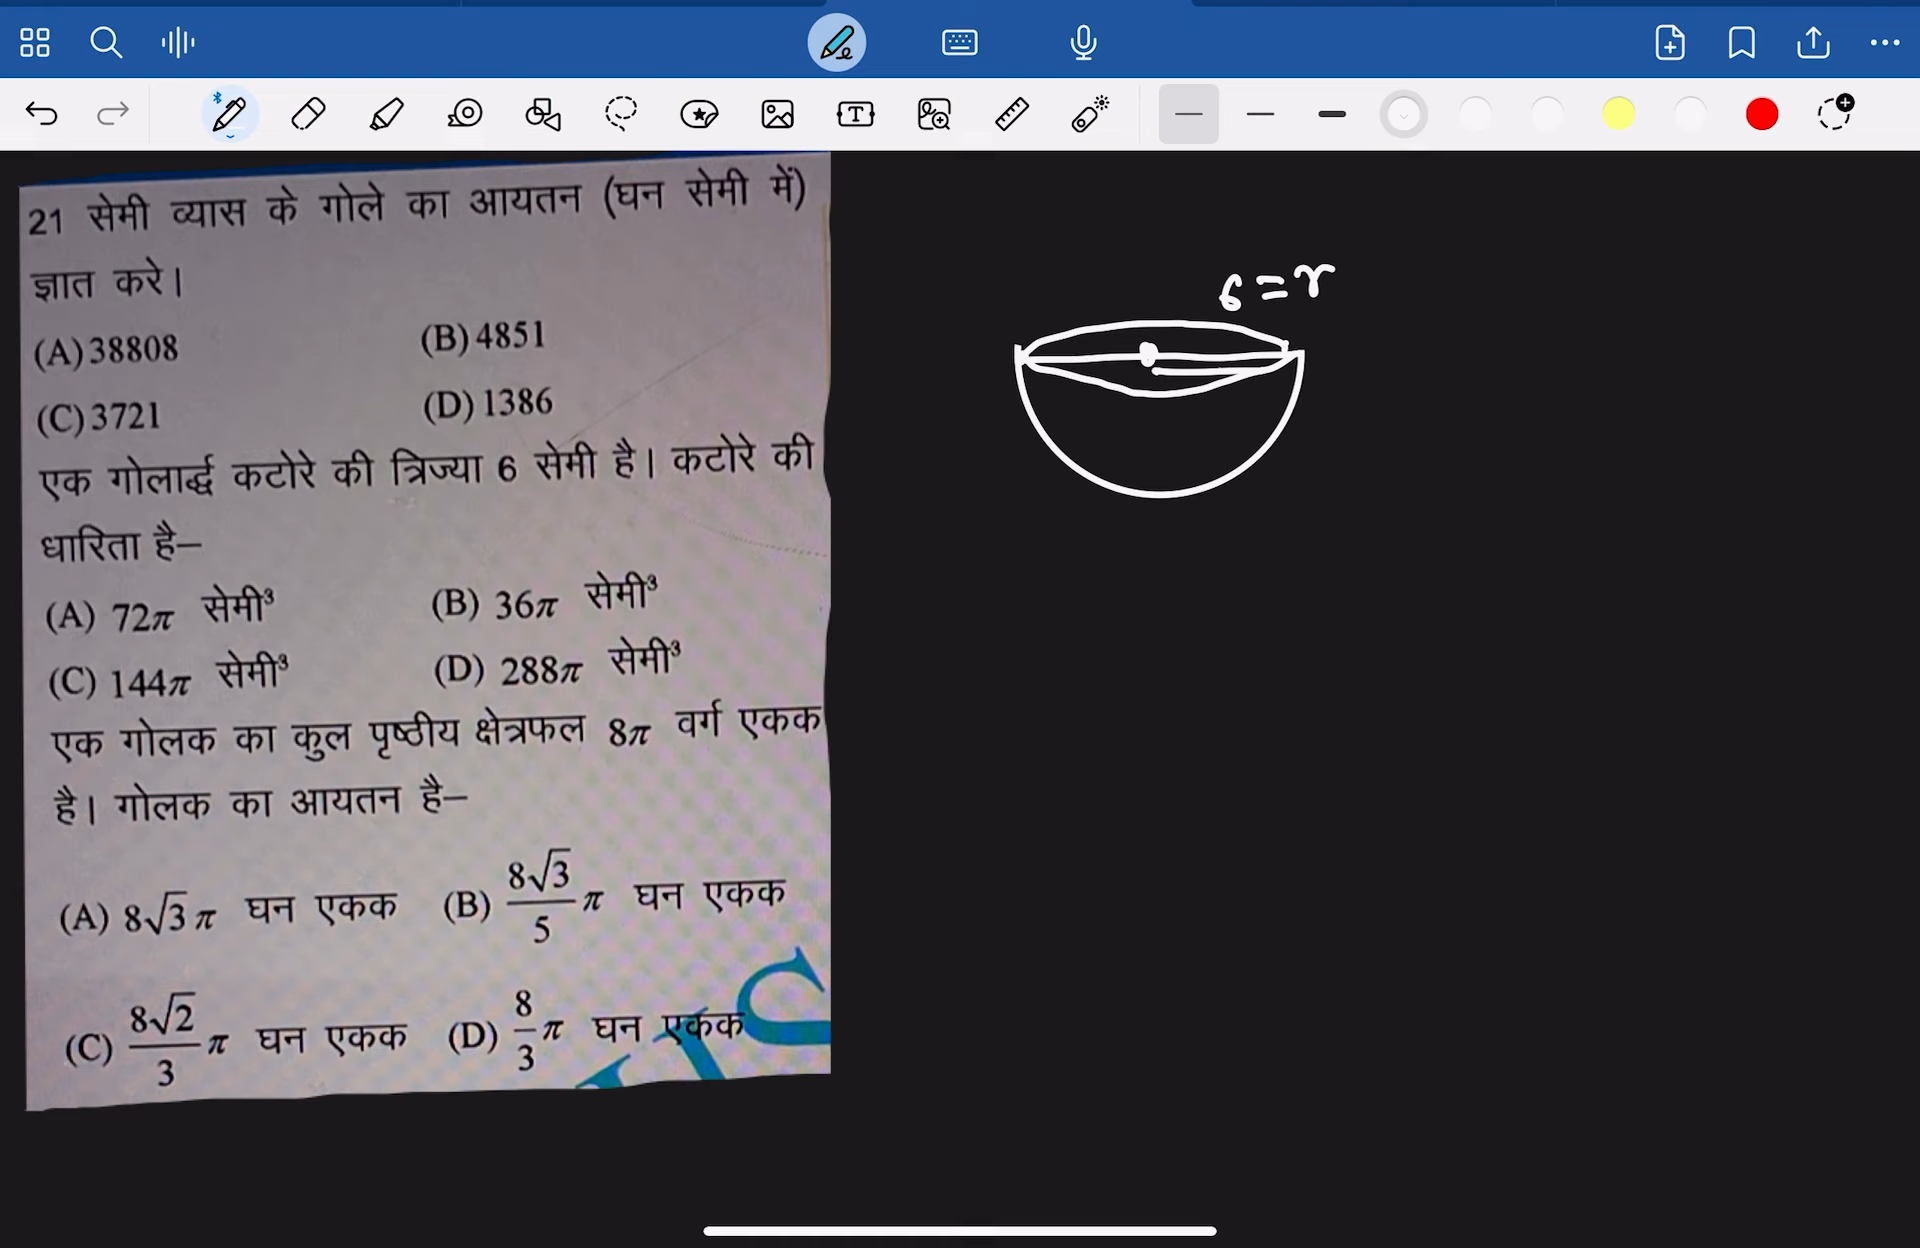 21 सेमी व्यास के गोले का आयतन (घन सेमी में)
ज्ञात करे।
(A) 38808 (B) 4851
(C) 3721 (D) 1386
एक गोलार्द्ध कटोरे की त्रिज्या 6 सेमी है। कटोरे की
धारिता है–
(A) 72π सेमी³ (B) 36π सेमी³
(C) 144π सेमी³ (D) 288π सेमी³
एक गोलक का कुल पृष्ठीय क्षेत्रफल 8π वर्ग एकक
है। गोलक का आयतन है–
(A) 8√3 π घन एकक (B) 8√3/5 π घन एकक
(C) 8√2/3 π घन एकक (D) 8/3 π घन एकक
6=r